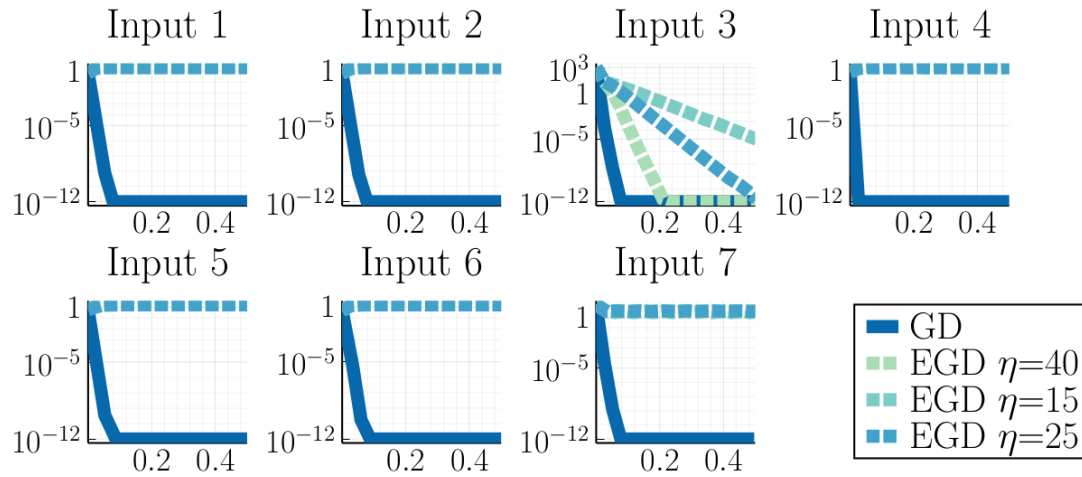 Input 1
Input 2
Input 3
Input 4
1
10^-5
10^-12
0.2 0.4
1
10^-5
10^-12
0.2 0.4
10^3
1
10^-5
10^-12
0.2 0.4
1
10^-5
10^-12
0.2 0.4
Input 5
Input 6
Input 7
1
10^-5
10^-12
0.2 0.4
1
10^-5
10^-12
0.2 0.4
1
10^-5
10^-12
0.2 0.4
GD
EGD η=40
EGD η=15
EGD η=25